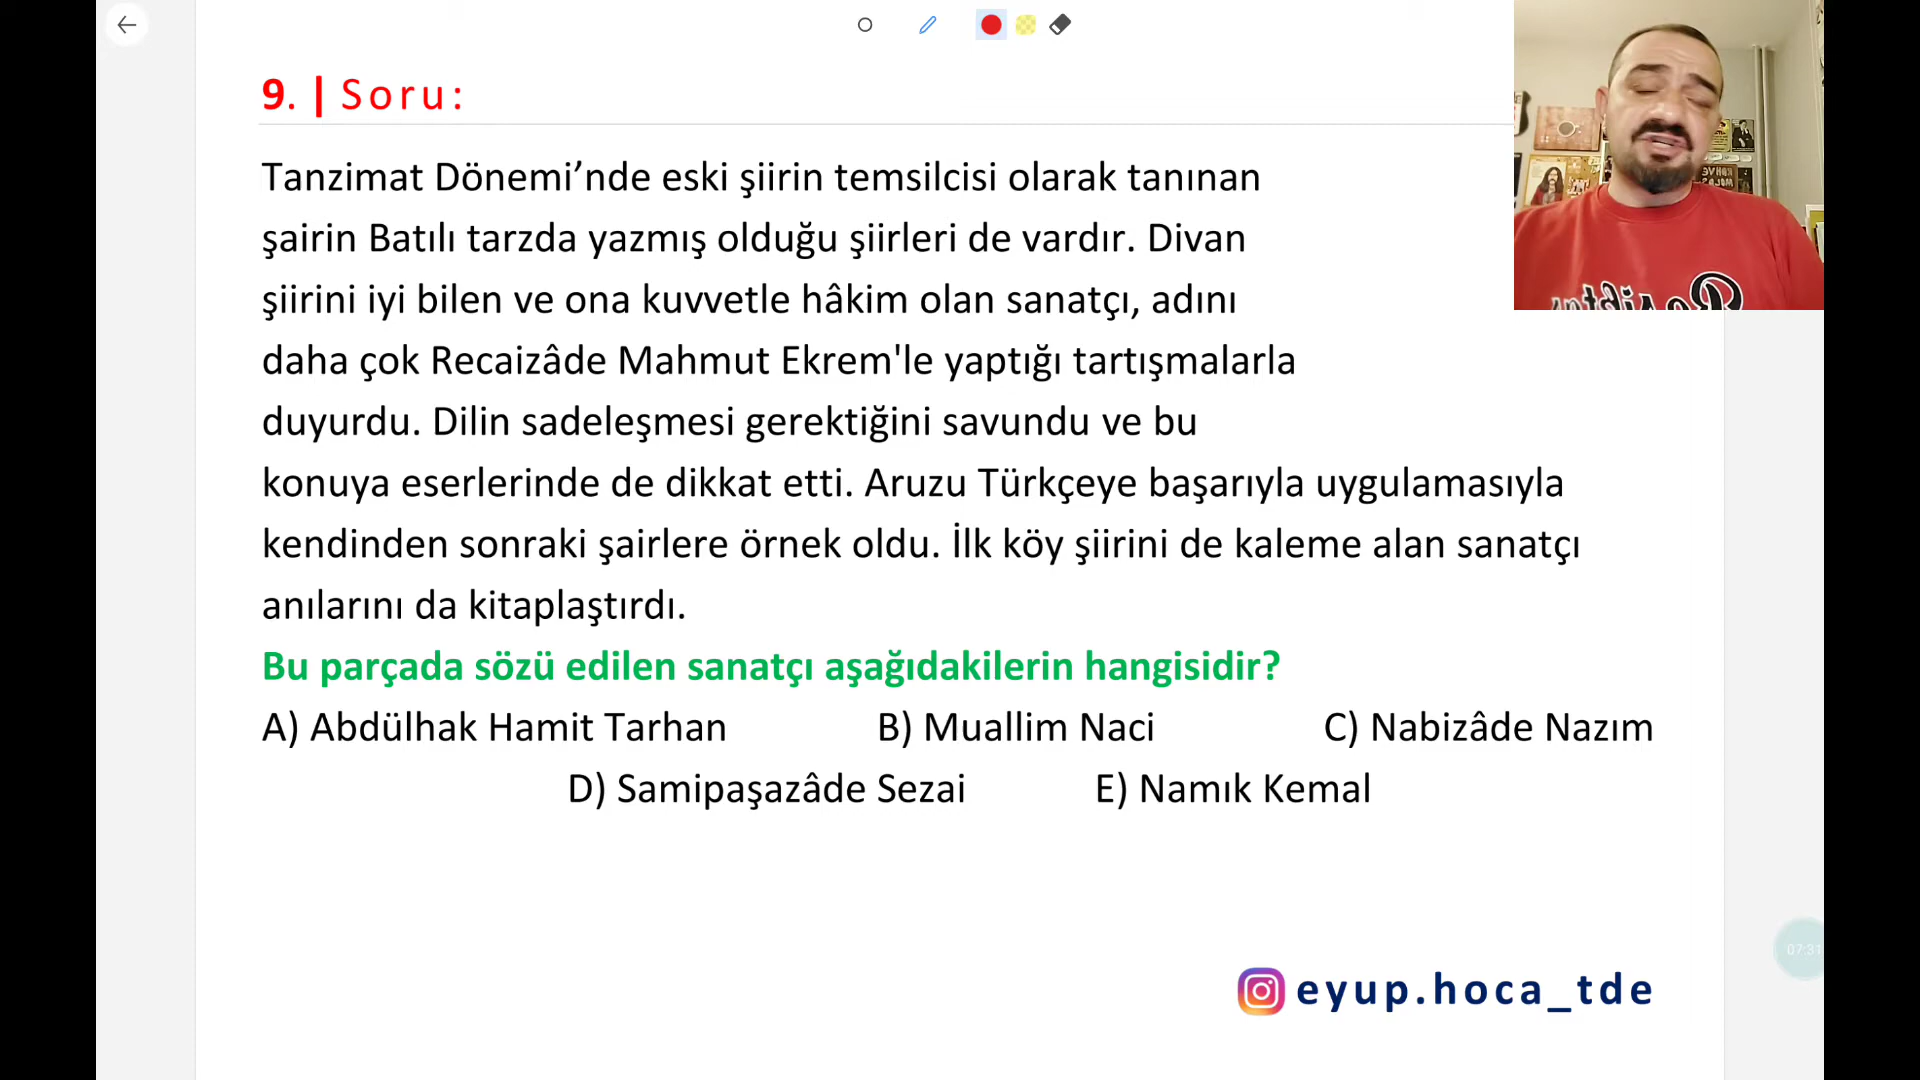 9. | Soru:
Tanzimat Dönemi’nde eski şiirin temsilcisi olarak tanınan
şairin Batılı tarzda yazmış olduğu şiirleri de vardır. Divan
şiirini iyi bilen ve ona kuvvetle hâkim olan sanatçı, adını
daha çok Recaizâde Mahmut Ekrem'le yaptığı tartışmalarla
duyurdu. Dilin sadeleşmesi gerektiğini savundu ve bu
konuya eserlerinde de dikkat etti. Aruzu Türkçeye başarıyla uygulamasıyla
kendinden sonraki şairlere örnek oldu. İlk köy şiirini de kaleme alan sanatçı
anılarını da kitaplaştırdı.
Bu parçada sözü edilen sanatçı aşağıdakilerin hangisidir?
A) Abdülhak Hamit Tarhan B) Muallim Naci C) Nabizâde Nazım
D) Samipaşazâde Sezai E) Namık Kemal
07:31
eyup.hoca_tde